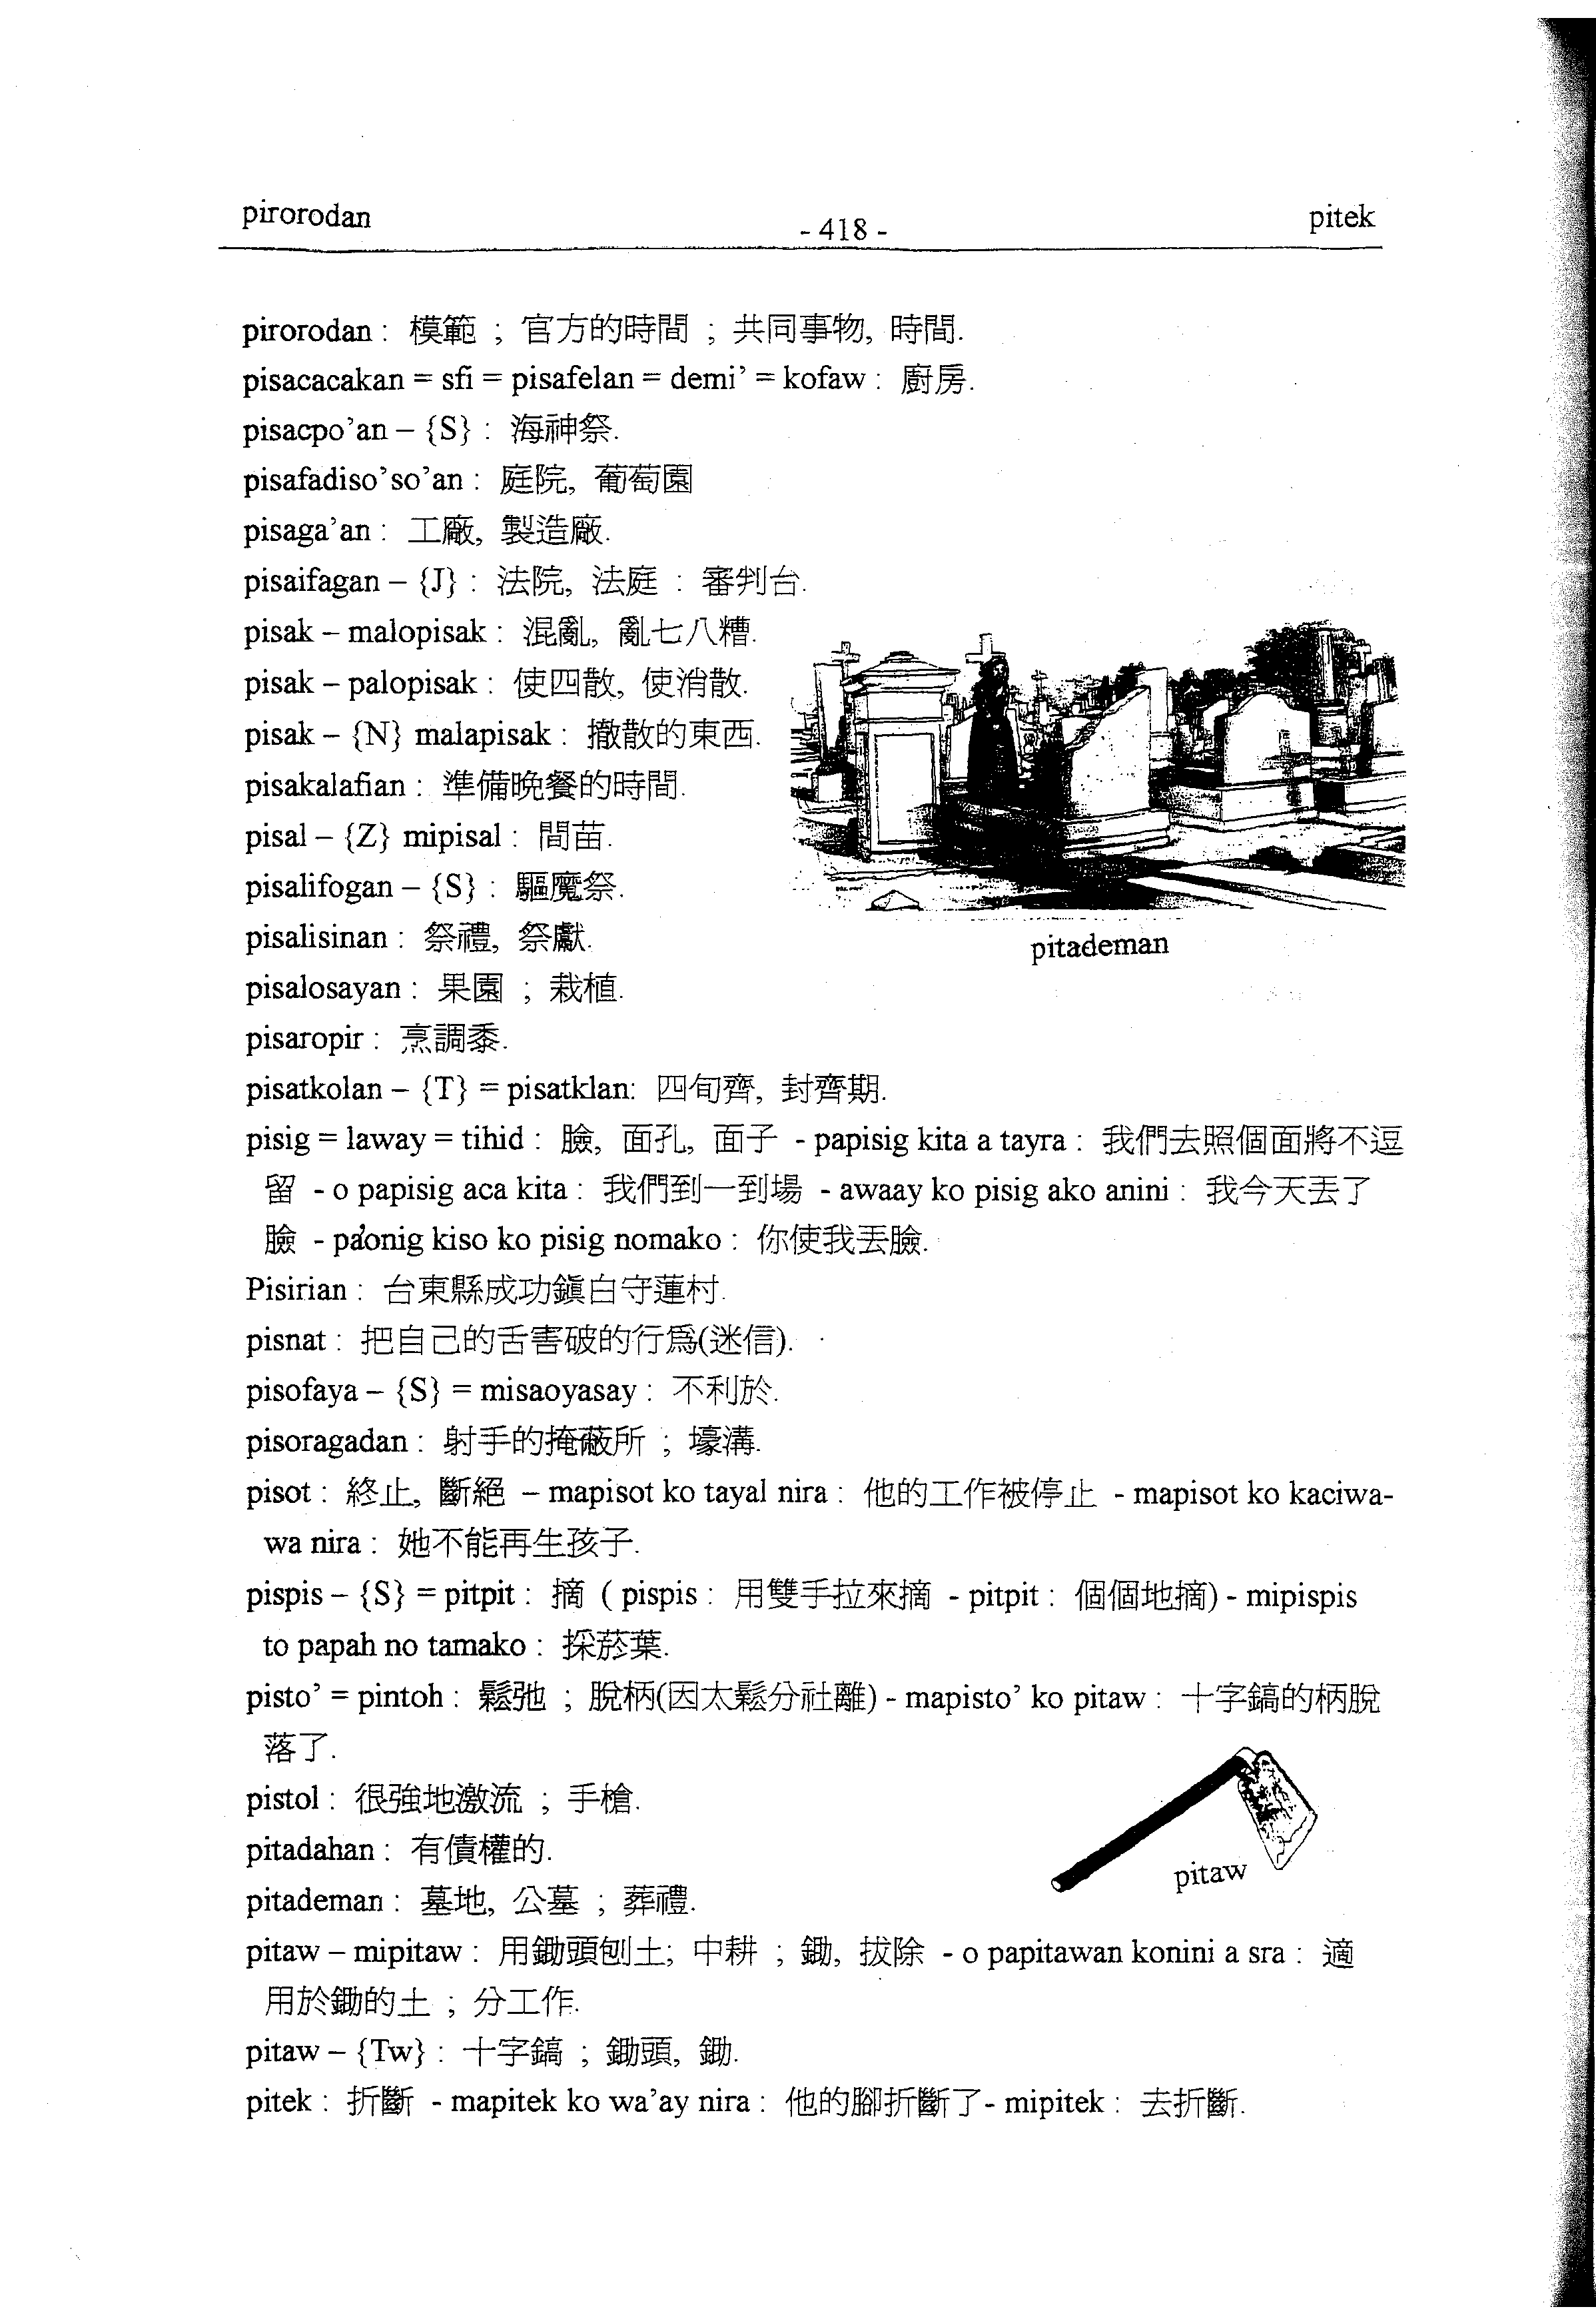 pirorodan
- 418 -
pitek
pirorodan : 模範 ; 官方的時間 ; 共同事物, 時間.
pisacacakan = sfi = pisafelan = demi’ = kofaw : 廚房.
pisacpo’an – {S} : 海神祭.
pisafadiso’so’an : 庭院, 葡萄園
pisaga’an : 工廠, 製造廠.
pisaifagan – {J} : 法院, 法庭 : 審判台.
pisak – malopisak : 混亂, 亂七八糟.
pisak – palopisak : 使四散, 使消散.
pisak – {N} malapisak : 撒散的東西.
pisakalafian : 準備晚餐的時間.
pisal – {Z} mipisal : 間苗.
pisalifogan – {S} : 驅魔祭.
pisalisinan : 祭禮, 祭獻.
pitademan
pisalosayan : 果園 ; 栽植.
pisaropir : 烹調黍.
pisatkolan – {T} = pisatklan: 四旬齊, 封齊期.
pisig = laway = tihid : 臉, 面孔, 面子 - papisig kita a tayra : 我們去照個面將不逗
留 - o papisig aca kita : 我們到一到場 - awaay ko pisig ako anini : 我今天丟了
臉 - pa’onig kiso ko pisig nomako : 你使我丟臉.
Pisirian : 台東縣成功鎮白守蓮村.
pisnat : 把自己的舌害破的行為(迷信).
pisofaya – {S} = misaoyasay : 不利於.
pisoragadan : 射手的掩蔽所 ; 壕溝.
pisot : 終止, 斷絕 – mapisot ko tayal nira : 他的工作被停止 - mapisot ko kaciwa-
wa nira : 她不能再生孩子.
pispis – {S} = pitpit : 摘 ( pispis : 用雙手拉來摘 - pitpit : 個個地摘) - mipispis
to papah no tamako : 採菸葉.
pisto’ = pintoh : 鬆弛 ; 脫柄(因太鬆分社離) - mapisto’ ko pitaw : 十字鎬的柄脫
落了.
pistol : 很強地激流 ; 手槍.
pitadahan : 有債權的.
pitaw
pitademan : 墓地, 公墓 ; 葬禮.
pitaw – mipitaw : 用鋤頭刨土; 中耕 ; 鋤, 拔除 - o papitawan konini a sra : 適
用於鋤的土 ; 分工作.
pitaw – {Tw} : 十字鎬 ; 鋤頭, 鋤.
pitek : 折斷 - mapitek ko wa’ay nira : 他的腳折斷了- mipitek : 去折斷.